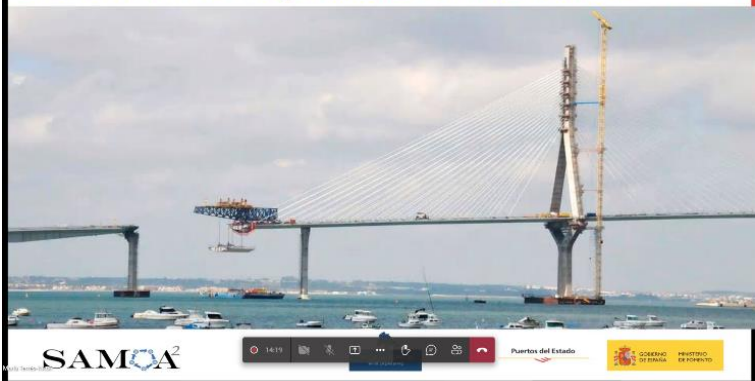 SAMOA²
14:19
Puertos del Estado
GOBIERNO DE ESPAÑA
MINISTERIO DE FOMENTO